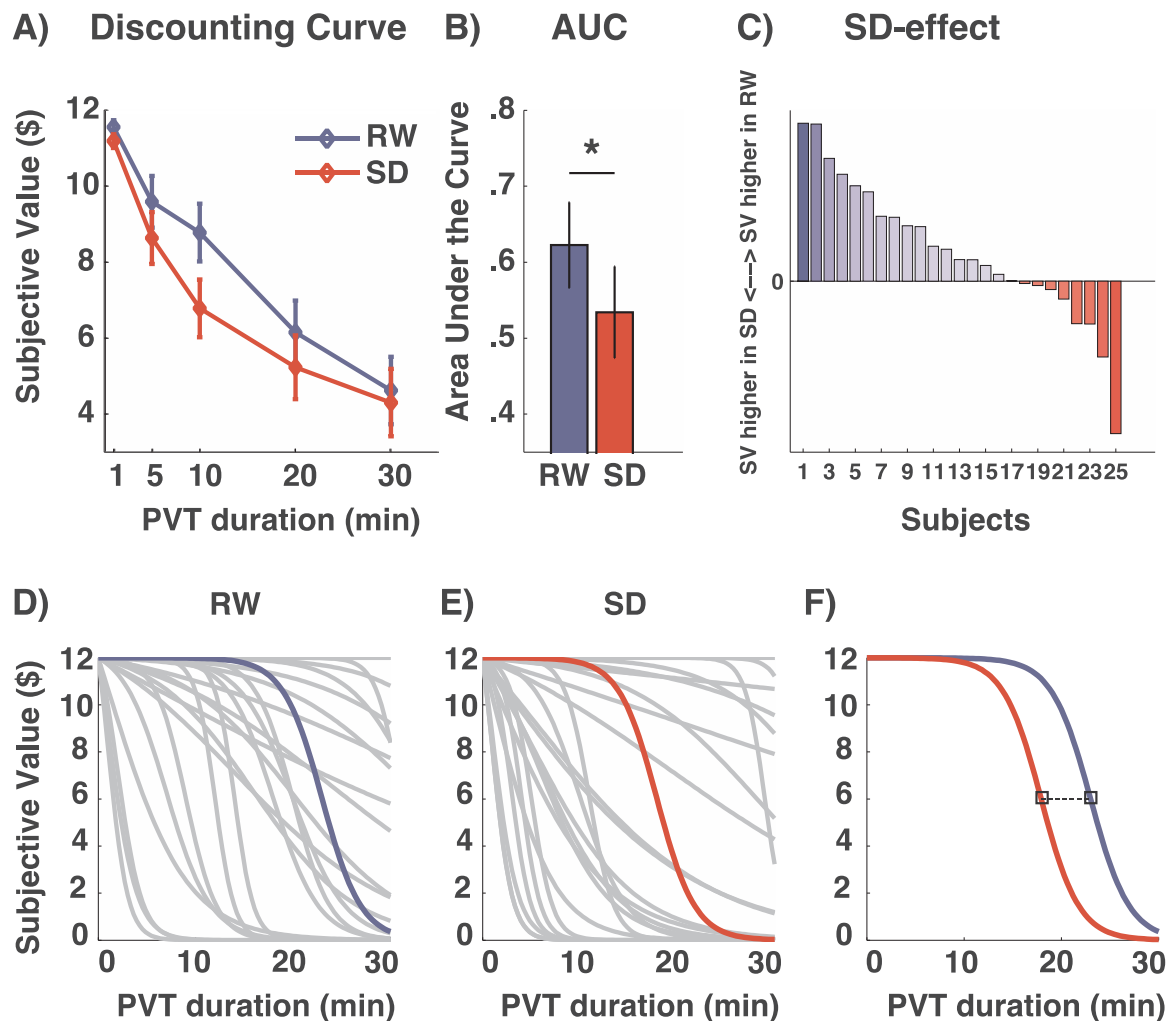 A) Discounting Curve
Subjective Value ($)
12
10
8
6
4
RW
SD
1 5 10 20 30
PVT duration (min)
B) AUC
Area Under the Curve
.8
.7
.6
.5
.4
*
RW SD
C) SD-effect
SV higher in SD <---> SV higher in RW
0
1 3 5 7 9 11 13 15 17 19 21 23 25
Subjects
D) RW
Subjective Value ($)
12
10
8
6
4
2
0
0 10 20 30
PVT duration (min)
E) SD
12
10
8
6
4
2
0
0 10 20 30
PVT duration (min)
F)
12
10
8
6
4
2
0
0 10 20 30
PVT duration (min)